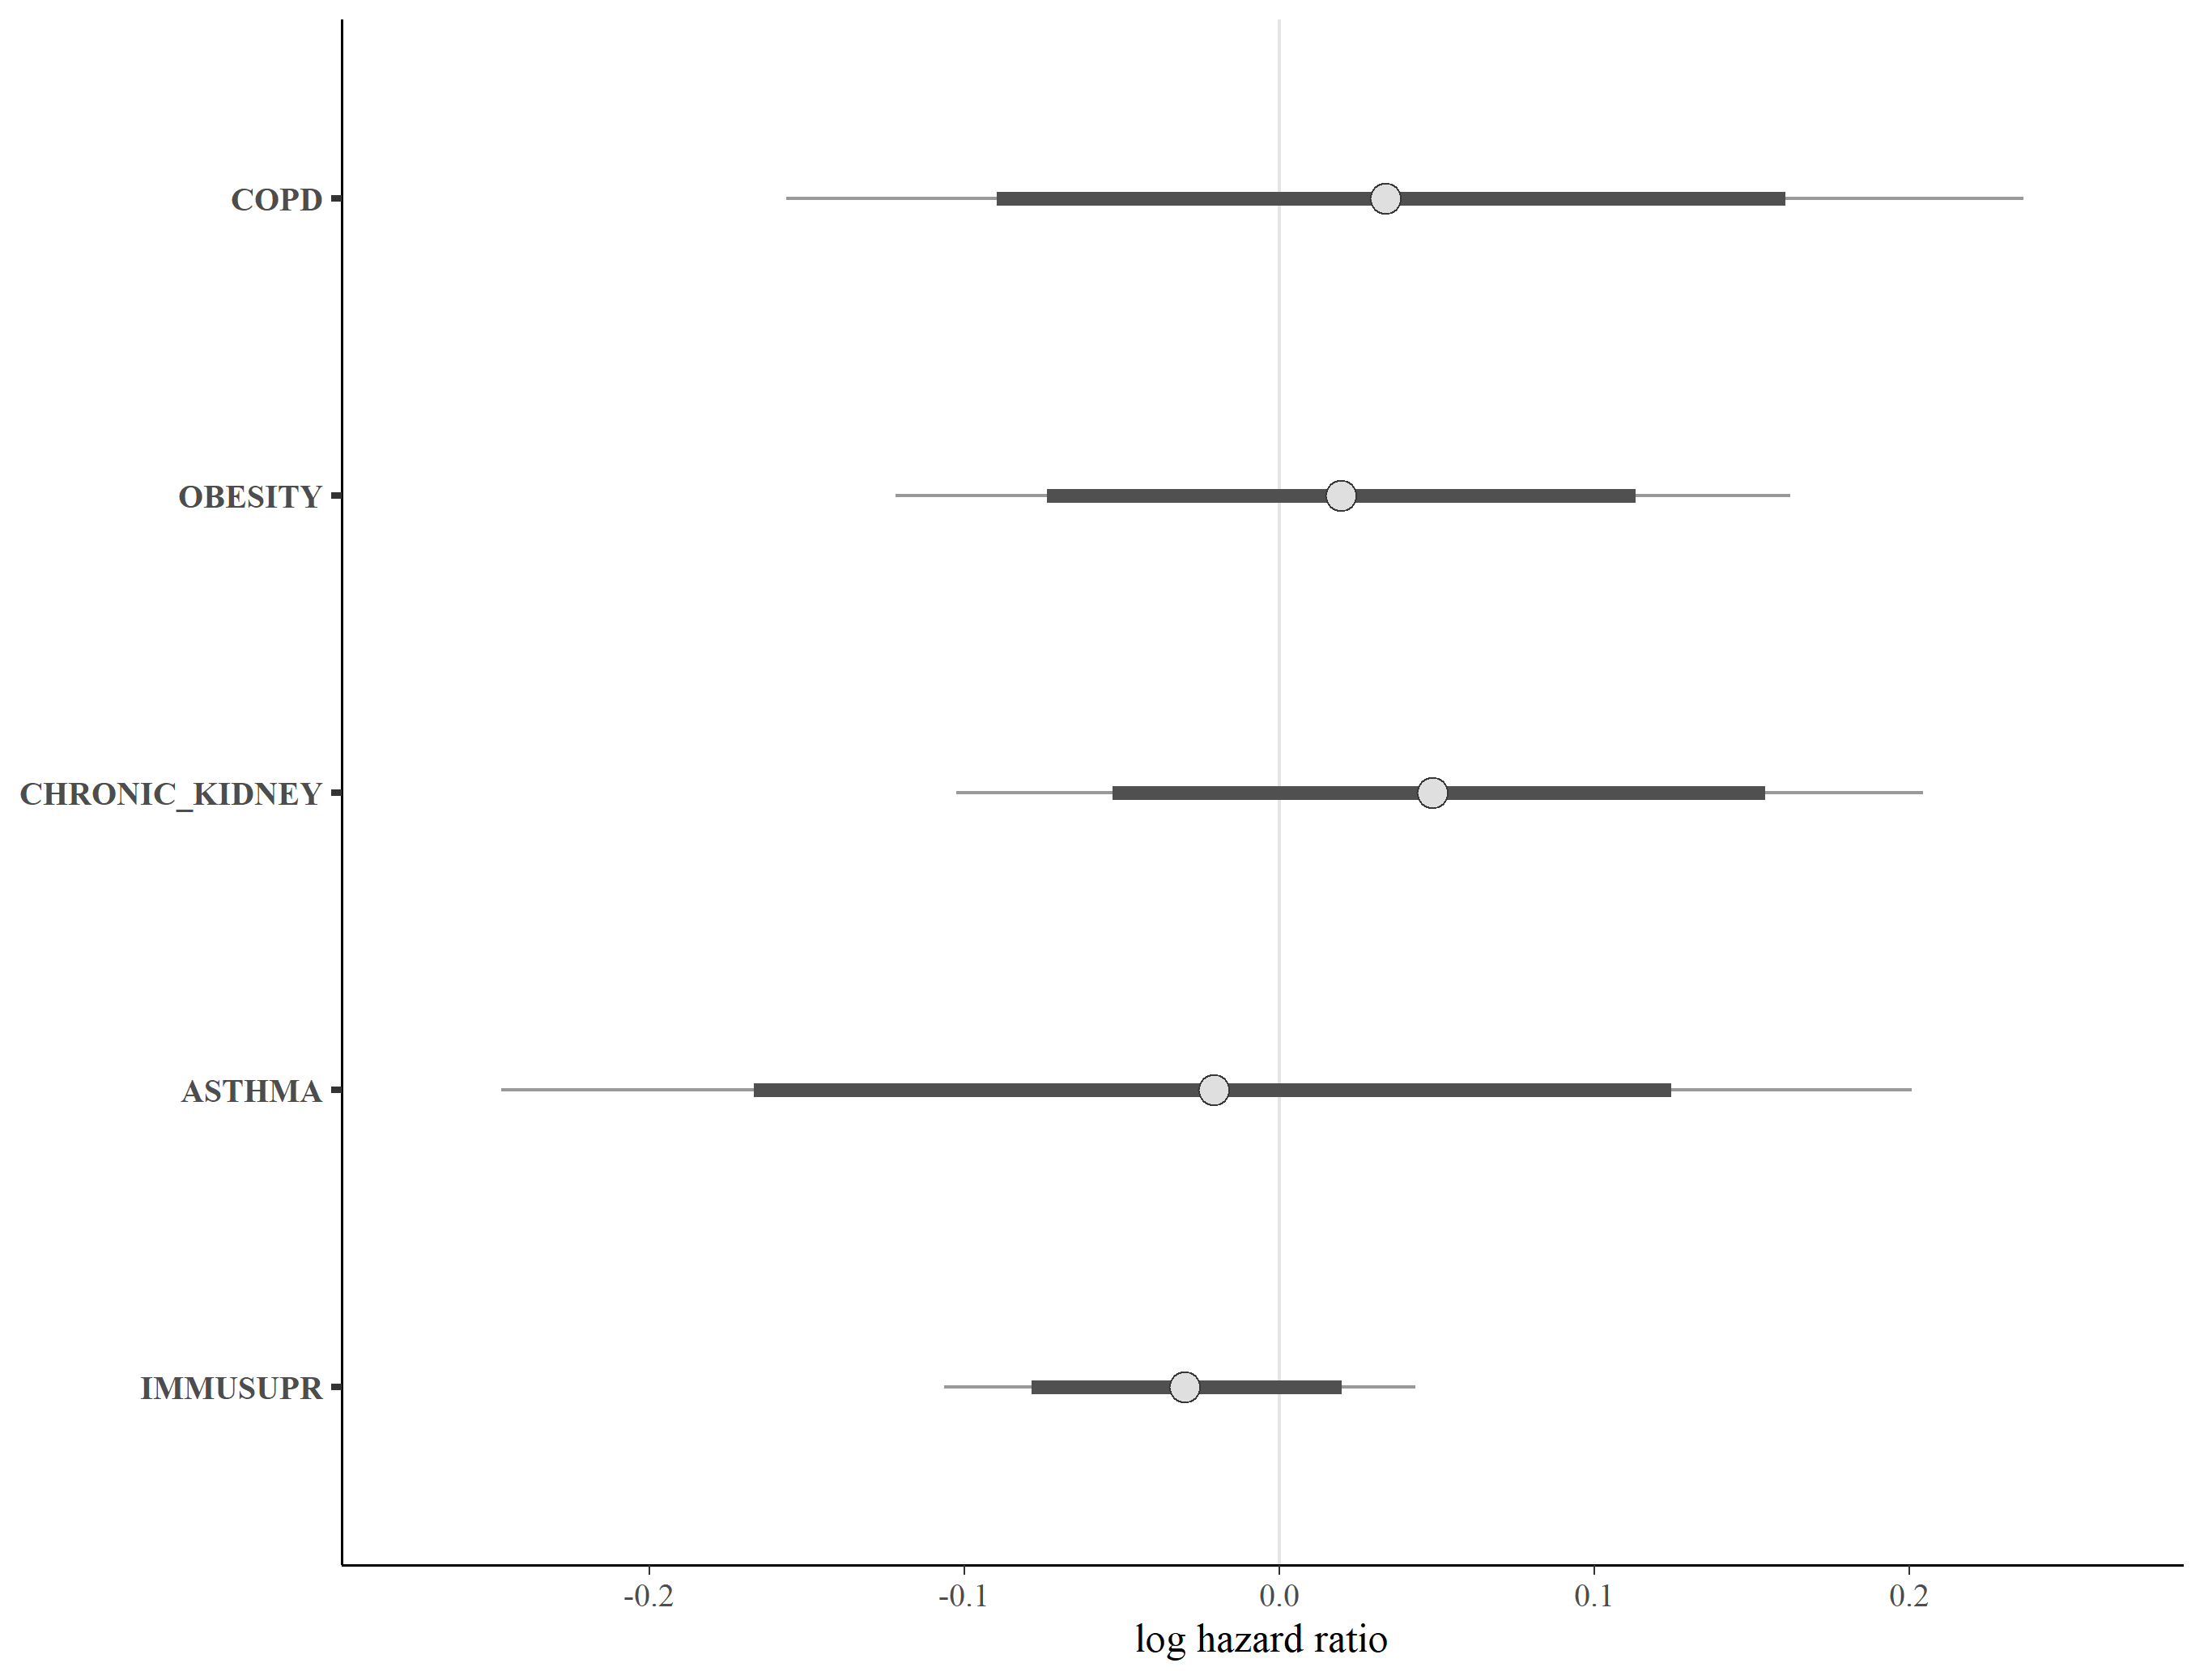 COPD
OBESITY
CHRONIC_KIDNEY
ASTHMA
IMMUSUPR
-0.2 -0.1 0.0 0.1 0.2
log hazard ratio